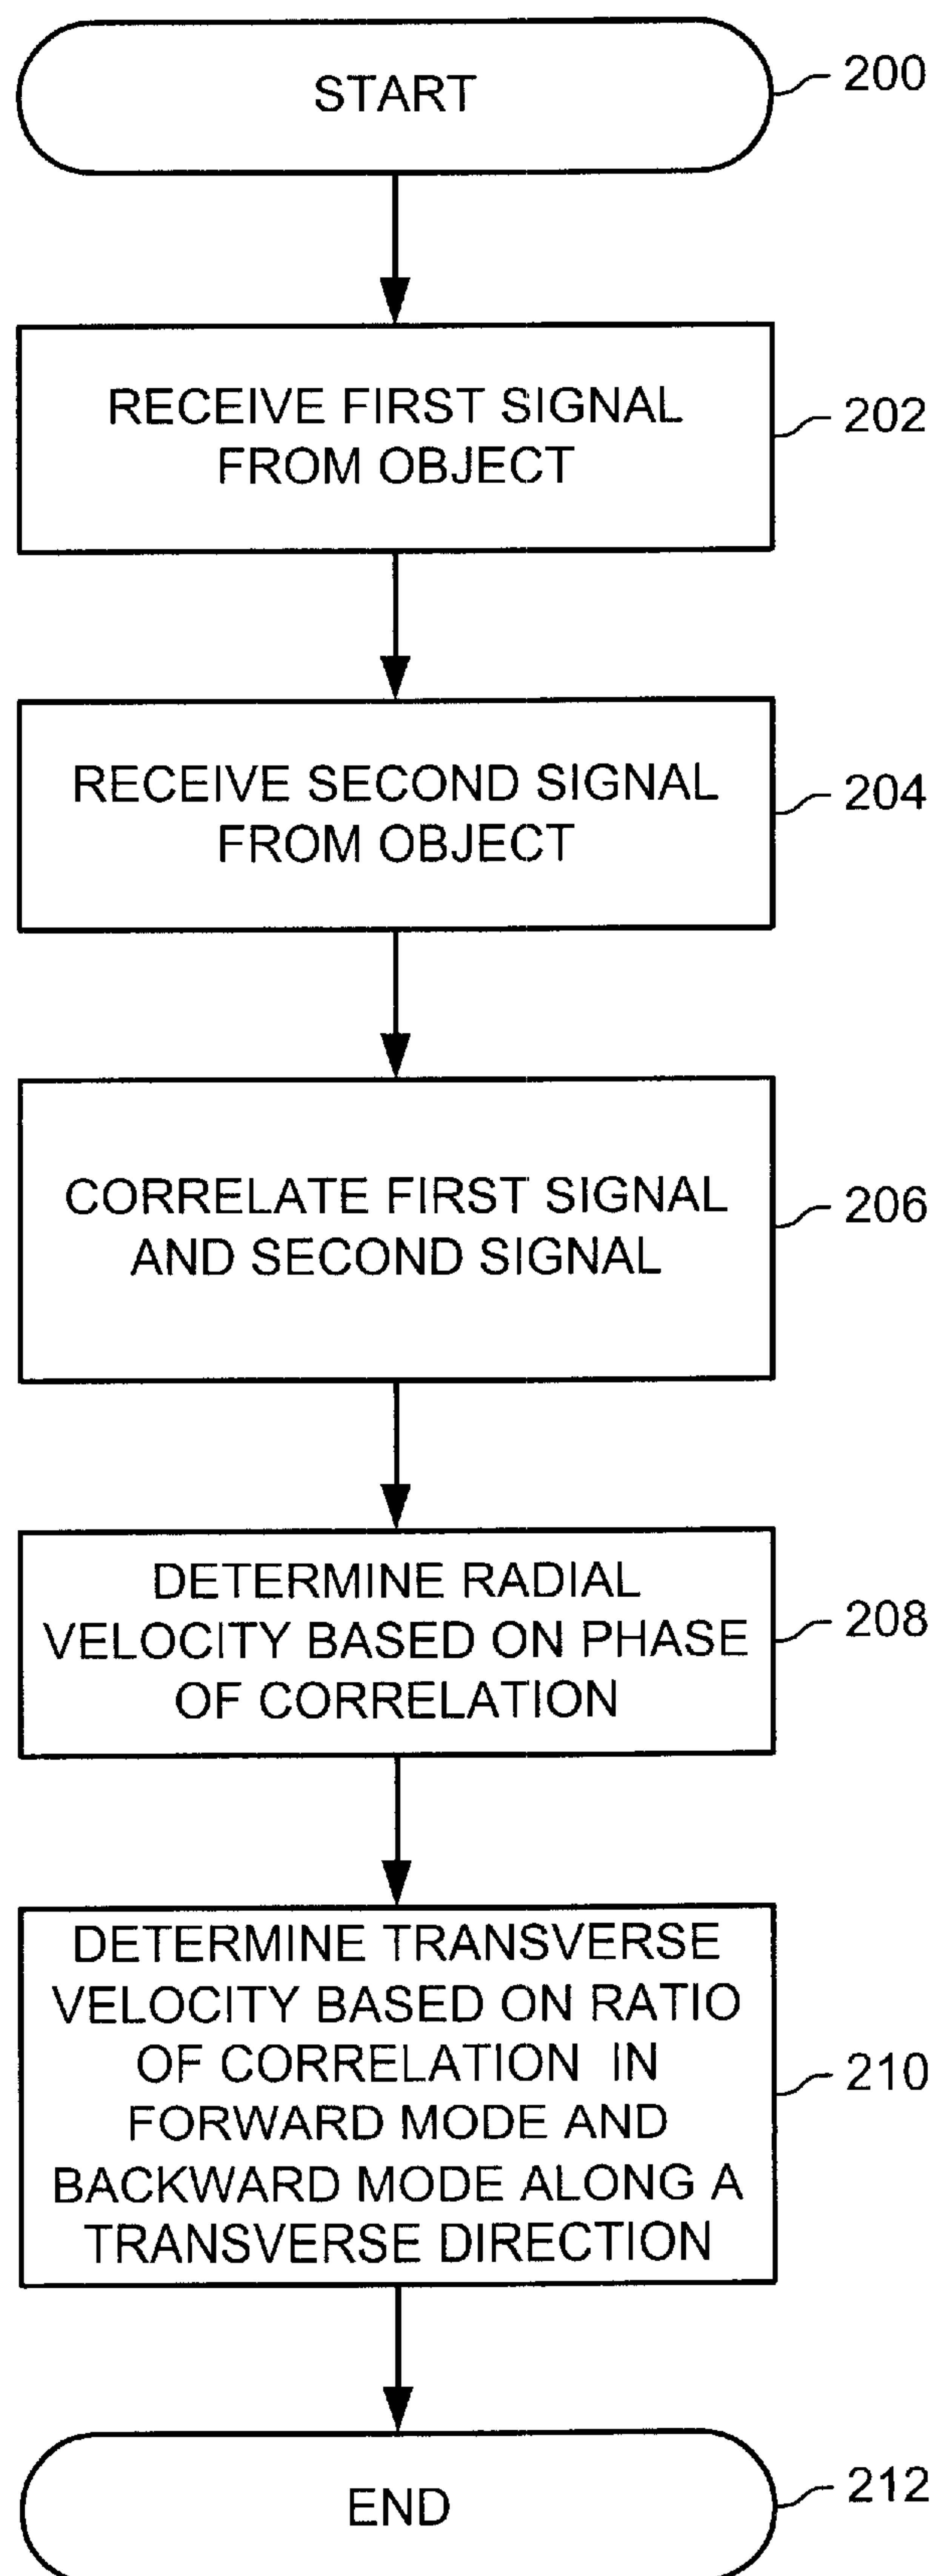 START
200
RECEIVE FIRST SIGNAL
FROM OBJECT
202
RECEIVE SECOND SIGNAL
FROM OBJECT
204
CORRELATE FIRST SIGNAL
AND SECOND SIGNAL
206
DETERMINE RADIAL
VELOCITY BASED ON PHASE
OF CORRELATION
208
DETERMINE TRANSVERSE
VELOCITY BASED ON RATIO
OF CORRELATION IN
FORWARD MODE AND
BACKWARD MODE ALONG A
TRANSVERSE DIRECTION
210
END
212